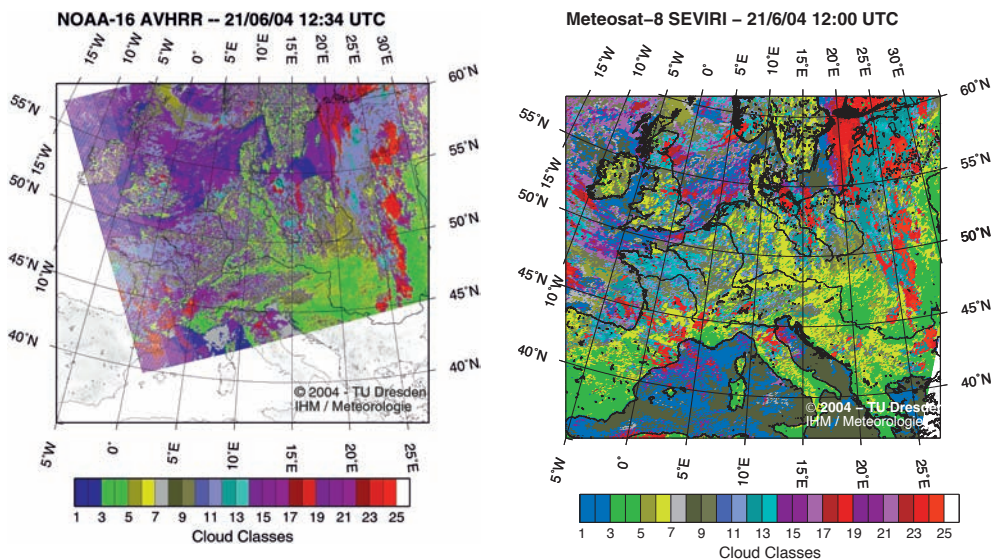 NOAA-16 AVHRR -- 21/06/04 12:34 UTC
15°W 10°W 5°W 0° 5°E 10°E 15°E 20°E 25°E 30°E
60°N
55°N
55°N
15°W
50°N
50°N
45°N
10°W
45°N
40°N
40°N
© 2004 - TU Dresden
IHM / Meteorologie
5°W 0° 5°E 10°E 15°E 20°E 25°E
1 3 5 7 9 11 13 15 17 19 21 23 25
Cloud Classes
Meteosat-8 SEVIRI - 21/6/04 12:00 UTC
15°W 10°W 5°W 0° 5°E 10°E 15°E 20°E 25°E 30°E
60°N
55°N
55°N
15°W
50°N
50°N
45°N
10°W
45°N
40°N
40°N
© 2004 - TU Dresden
IHM / Meteorologie
5°W 0° 5°E 10°E 15°E 20°E 25°E
1 3 5 7 9 11 13 15 17 19 21 23 25
Cloud Classes